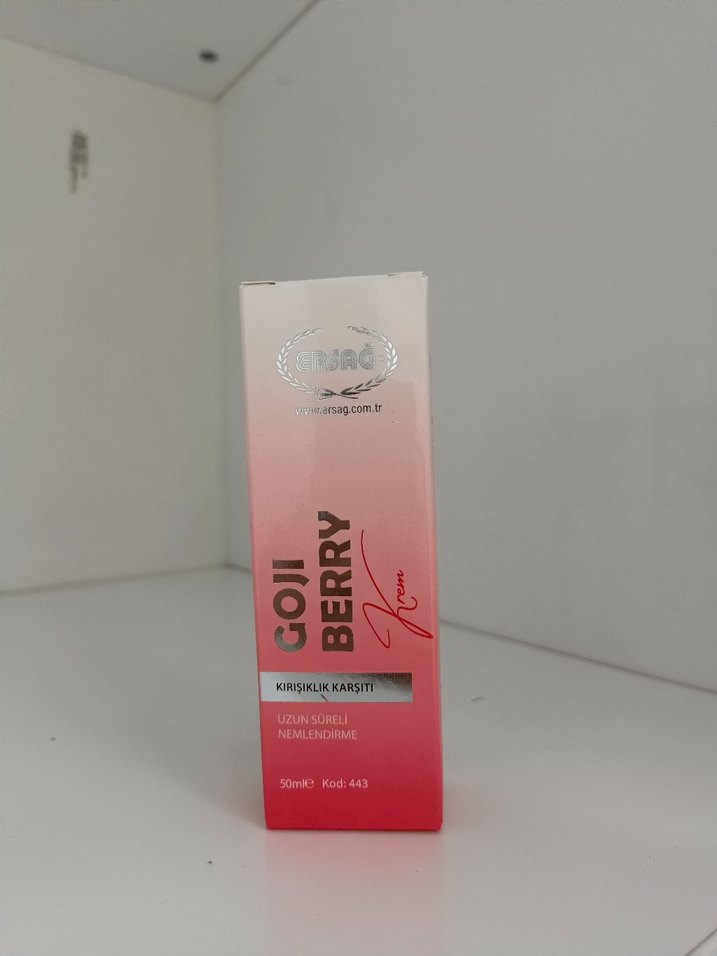 ERSAĞ
www.ersag.com.tr
GOJI
BERRY
Krem
KIRIŞIKLIK KARŞITI
UZUN SÜRELİ
NEMLENDİRME
50ml℮ Kod: 443